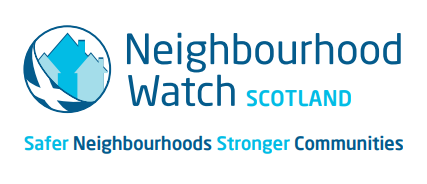 Neighbourhood
Watch SCOTLAND
Safer Neighbourhoods Stronger Communities